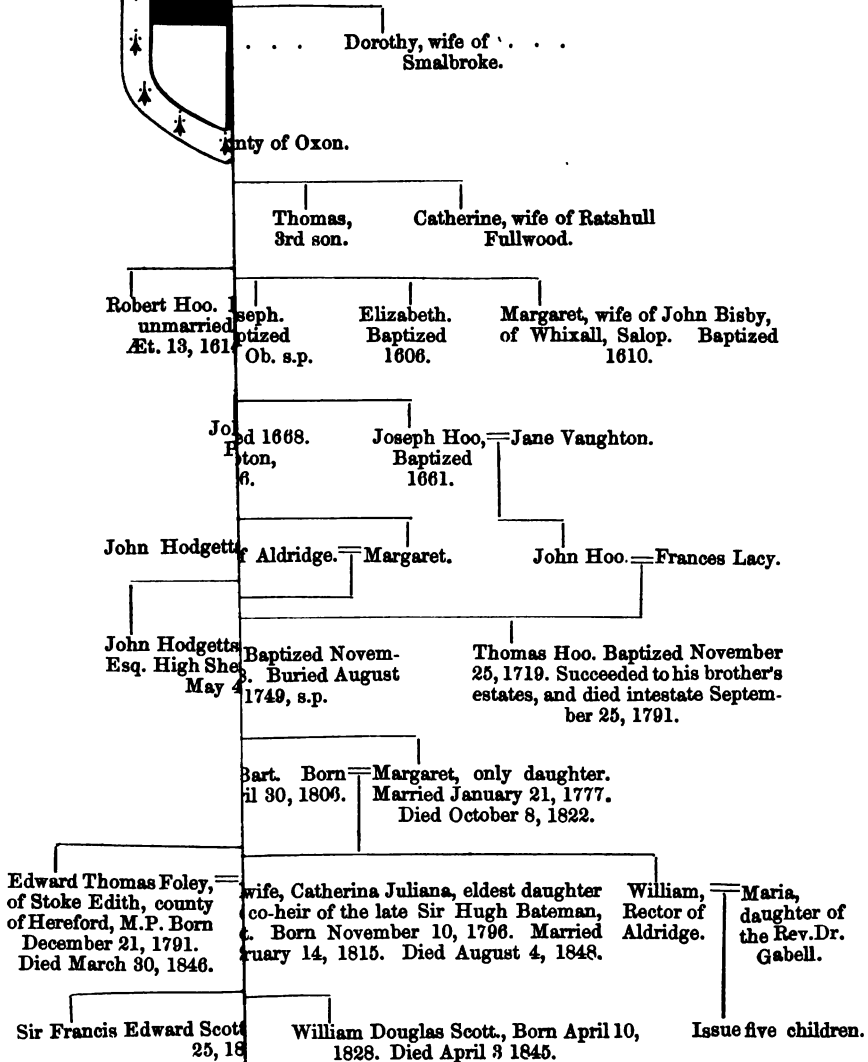 Dorothy, wife of . . . .
Smalbroke.
nty of Oxon.
Thomas,
3rd son.
Catherine, wife of Ratshull
Fullwood.
Robert Hoo.
unmarried
Æt. 13, 161
seph.
ptized
Ob. s.p.
Elizabeth.
Baptized
1606.
Margaret, wife of John Bisby,
of Whixall, Salop. Baptized
1610.
Jo
ed 1668.
ton,
6.
Joseph Hoo,
Baptized
1661.
Jane Vaughton.
John Hodgett
f Aldridge.
Margaret.
John Hoo.
Frances Lacy.
John Hodgetts
Esq. High She
May 4
Baptized Novem-
3. Buried August
1749, s.p.
Thomas Hoo. Baptized November
25, 1719. Succeeded to his brother's
estates, and died intestate Septem-
ber 25, 1791.
Bart. Born
il 30, 1806.
Margaret, only daughter.
Married January 21, 1777.
Died October 8, 1822.
Edward Thomas Foley,
of Stoke Edith, county
of Hereford, M.P. Born
December 21, 1791.
Died March 30, 1846.
wife, Catherina Juliana, eldest daughter
co-heir of the late Sir Hugh Bateman,
t. Born November 10, 1796. Married
ruary 14, 1815. Died August 4, 1848.
William,
Rector of
Aldridge.
Maria,
daughter of
the Rev. Dr.
Gabell.
Sir Francis Edward Scott
25, 18
William Douglas Scott., Born April 10,
1828. Died April 3 1845.
Issue five children.